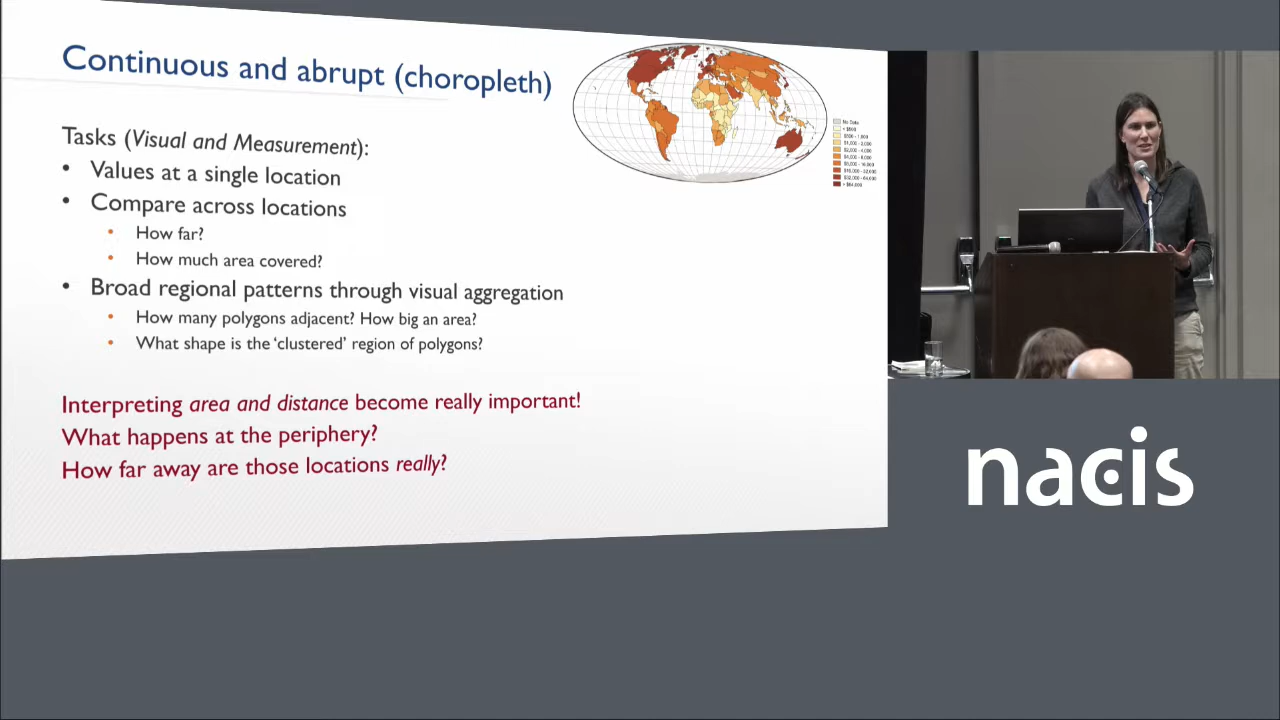 Continuous and abrupt (choropleth)
Tasks (Visual and Measurement):
• Values at a single location
• Compare across locations
• How far?
• How much area covered?
• Broad regional patterns through visual aggregation
• How many polygons adjacent? How big an area?
• What shape is the 'clustered' region of polygons?
Interpreting area and distance become really important!
What happens at the periphery?
How far away are those locations really?
No Data
nacis